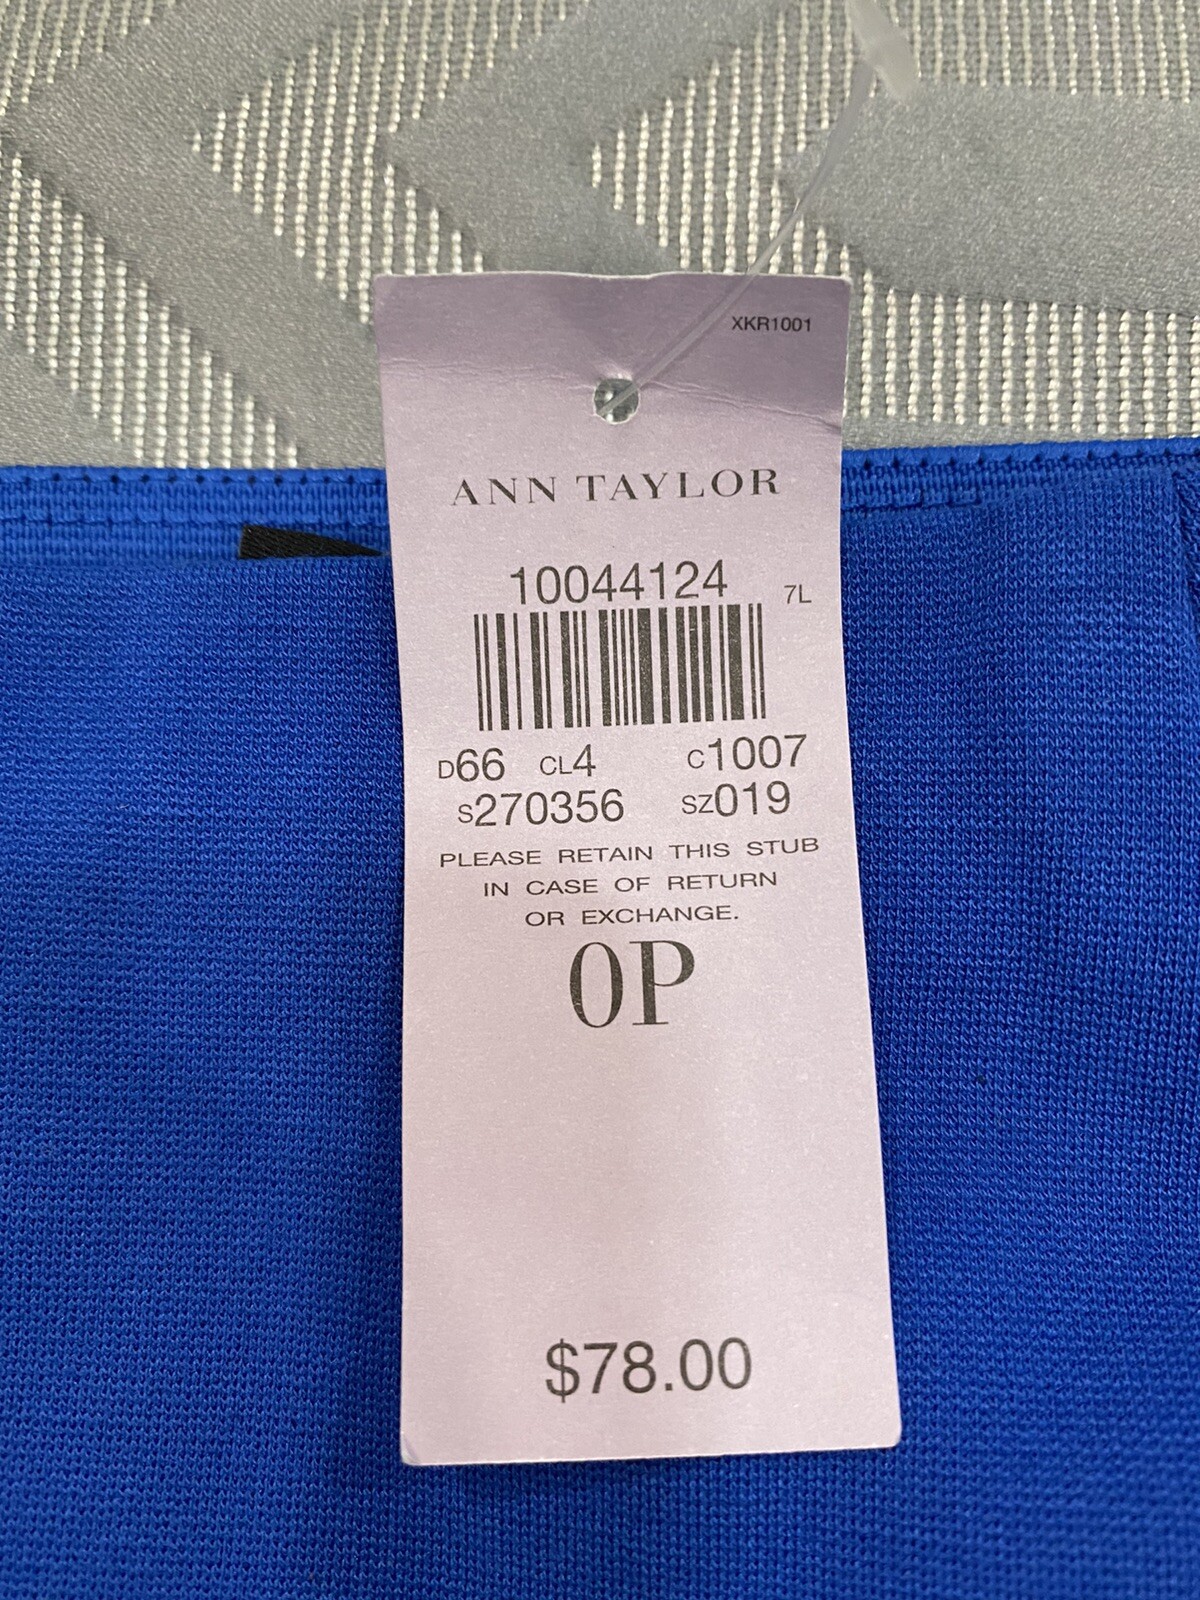 XKR1001
ANN TAYLOR
10044124 7L
D66 CL4 C1007
S270356 SZ019
PLEASE RETAIN THIS STUB
IN CASE OF RETURN
OR EXCHANGE.
0P
$78.00